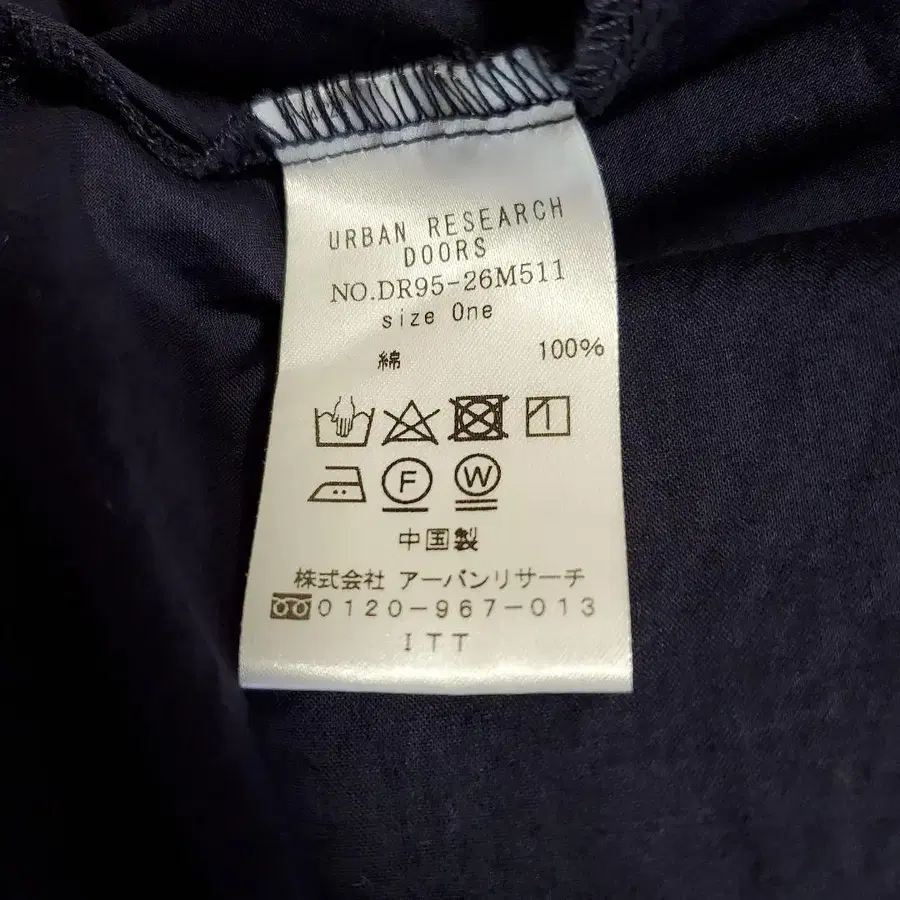 URBAN RESEARCH
DOORS
NO.DR95-26M511
size One
綿 100%
F W
中国製
株式会社 アーバンリサーチ
0120-967-013
ITT